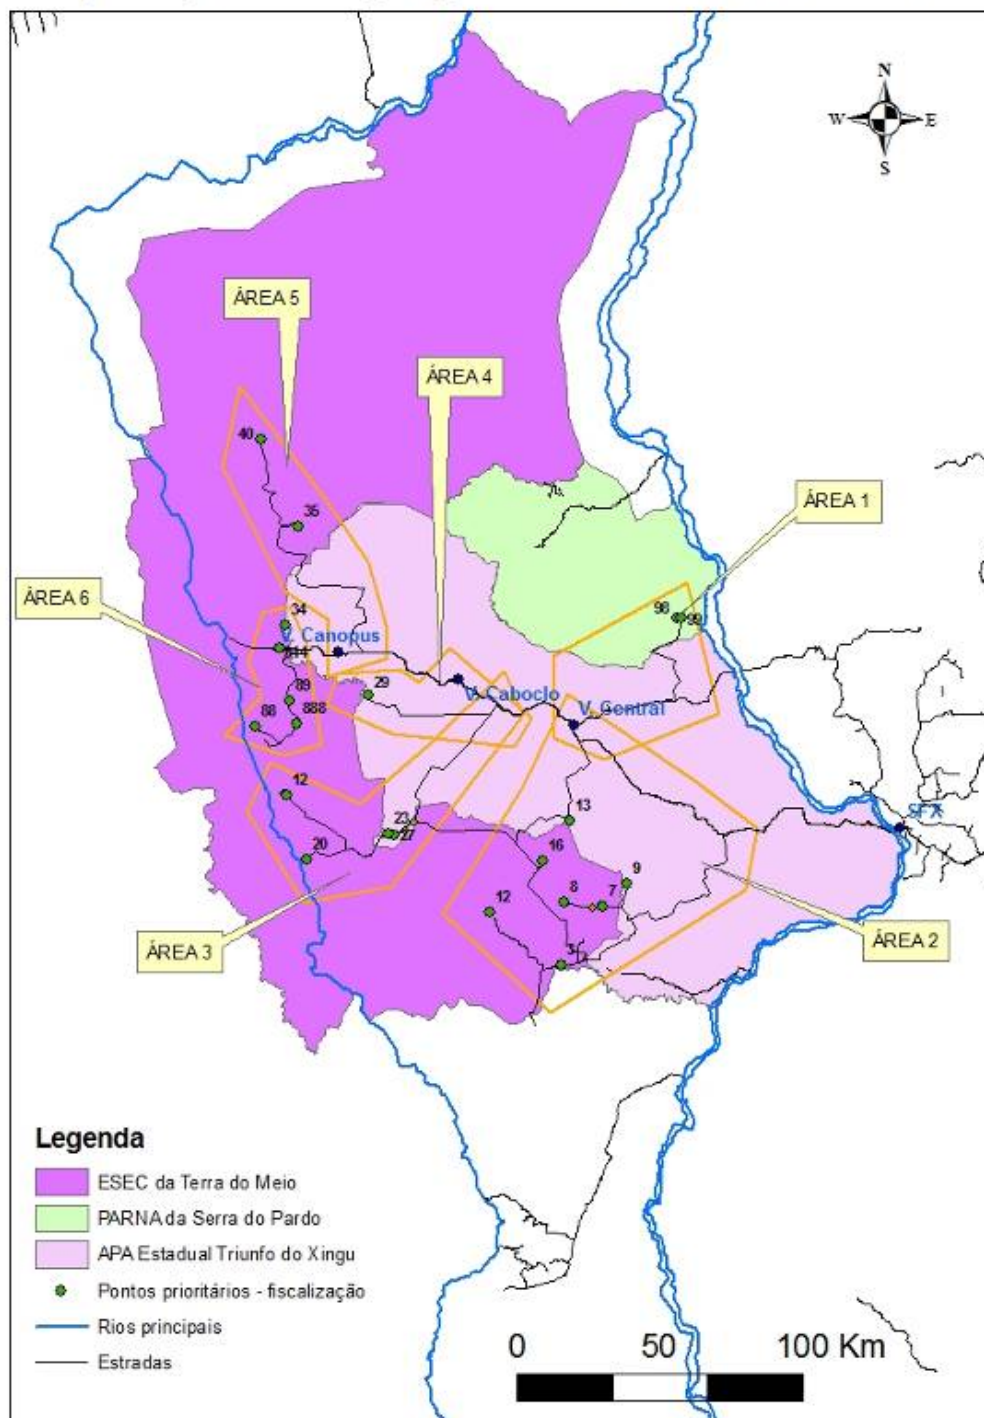 N
W E
S
ÁREA 5
ÁREA 4
40
ÁREA 1
35
98
99
ÁREA 6
34
V. Canopus
29
V. Caboclo
89
88
888
V. Central
12
13
23
27
SFX
20
16
9
8
7
12
ÁREA 3
ÁREA 2
3
Legenda
ESEC da Terra do Meio
PARNA da Serra do Pardo
APA Estadual Triunfo do Xingu
Pontos prioritários - fiscalização
Rios principais
Estradas
0 50 100 Km